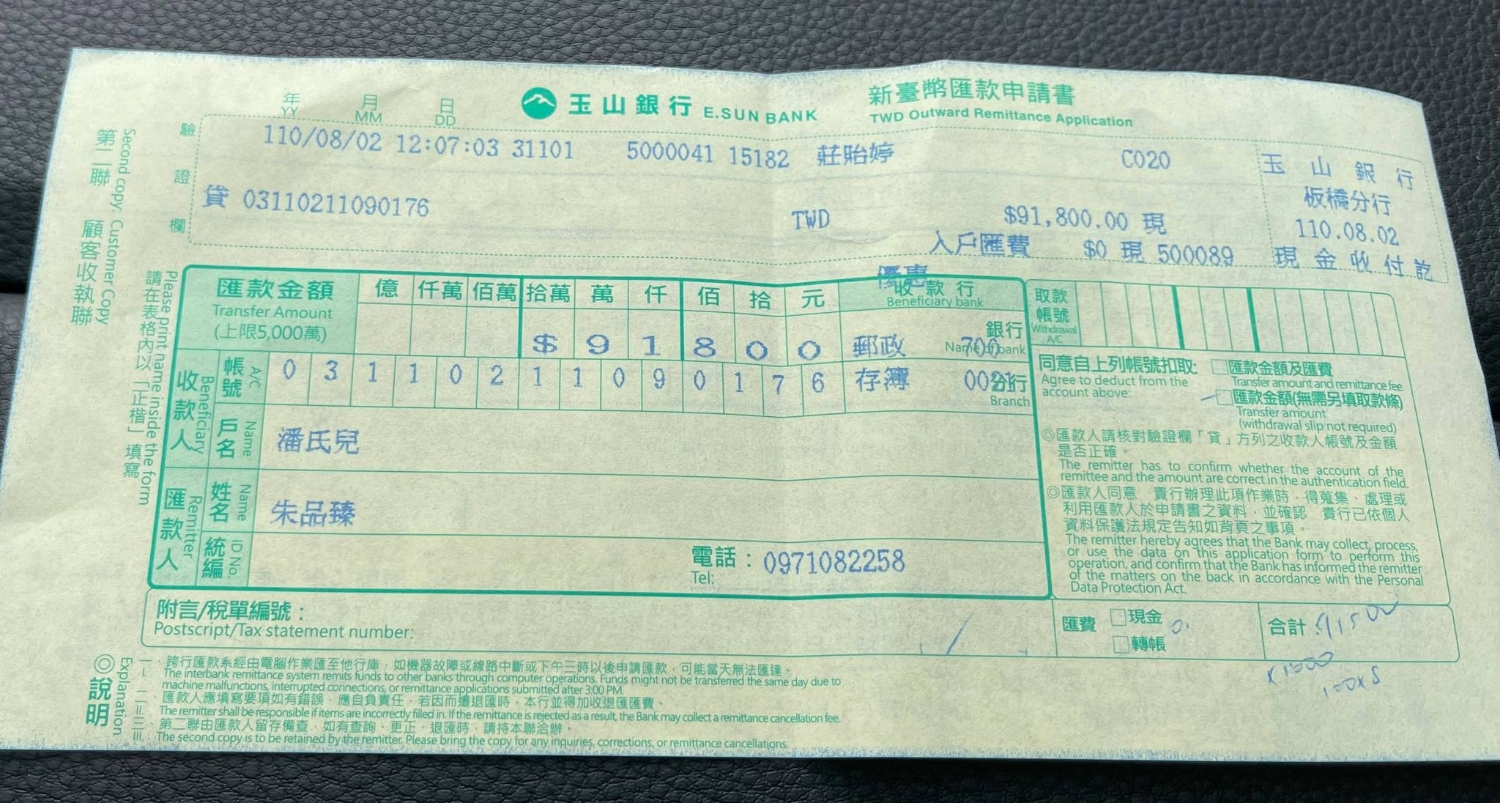 玉山銀行 E.SUN BANK
新臺幣匯款申請書
TWD Outward Remittance Application
年 月 日
YY MM DD
第二聯 顧客收執聯
Second copy: Customer Copy
驗證欄
110/08/02 12:07:03 31101 5000041 15182 莊貽婷 C020
貸 03110211090176 TWD $91,800.00 現
入戶匯費 $0 現 500089
優惠
玉山銀行
板橋分行
110.08.02
現金收付訖
請在表格內以「正楷」填寫
Please print name inside the form
匯款金額
Transfer Amount
(上限5,000萬)
億 仟萬 佰萬 拾萬 萬 仟 佰 拾 元
$ 9 1 8 0 0
收款行
Beneficiary bank
郵政 700 銀行
Name of bank
存簿 0021 分行
Branch
收款人
Beneficiary
帳號 A/C
0 3 1 1 0 2 1 1 0 9 0 1 7 6
戶名 Name
潘氏兒
匯款人
Remitter
姓名 Name
朱品臻
統編 ID No.
電話：0971082258
Tel:
取款帳號
Withdrawal A/C
同意自上列帳號扣取:
Agree to deduct from the account above:
匯款金額及匯費
Transfer amount and remittance fee
匯款金額(無需另填取款條)
Transfer amount
(withdrawal slip not required)
◎匯款人請核對驗證欄「貸」方列之收款人帳號及金額
是否正確。
The remitter has to confirm whether the account of the
remittee and the amount are correct in the authentication field.
◎匯款人同意 貴行辦理此項作業時，得蒐集、處理或
利用匯款人於申請書之資料，並確認 貴行已依個人
資料保護法規定告知如背頁之事項。
The remitter hereby agrees that the Bank may collect, process,
or use the data on this application form to perform this
operation, and confirm that the Bank has informed the remitter
of the matters on the back in accordance with the Personal
Data Protection Act.
附言/稅單編號：
Postscript/Tax statement number:
匯費 現金 0.
轉帳
合計:
x1000
100x8
◎說明
Explanation
一、跨行匯款系經由電腦作業匯至他行庫，如機器故障或線路中斷或下午三時以後申請匯款，可能當天無法匯達。
I. The interbank remittance system remits funds to other banks through computer operations. Funds might not be transferred the same day due to
machine malfunctions, interrupted connections, or remittance applications submitted after 3:00 PM.
二、匯款人應填寫要項如有錯誤，應自負責任，若因而遭退匯時，本行並得加收退匯匯費。
II. The remitter shall be responsible if items are incorrectly filled in. If the remittance is rejected as a result, the Bank may collect a remittance cancellation fee.
三、第二聯由匯款人留存備查，如有查詢、更正、退匯時，請持本聯洽辦。
III. The second copy is to be retained by the remitter. Please bring the copy for any inquiries, corrections, or remittance cancellations.